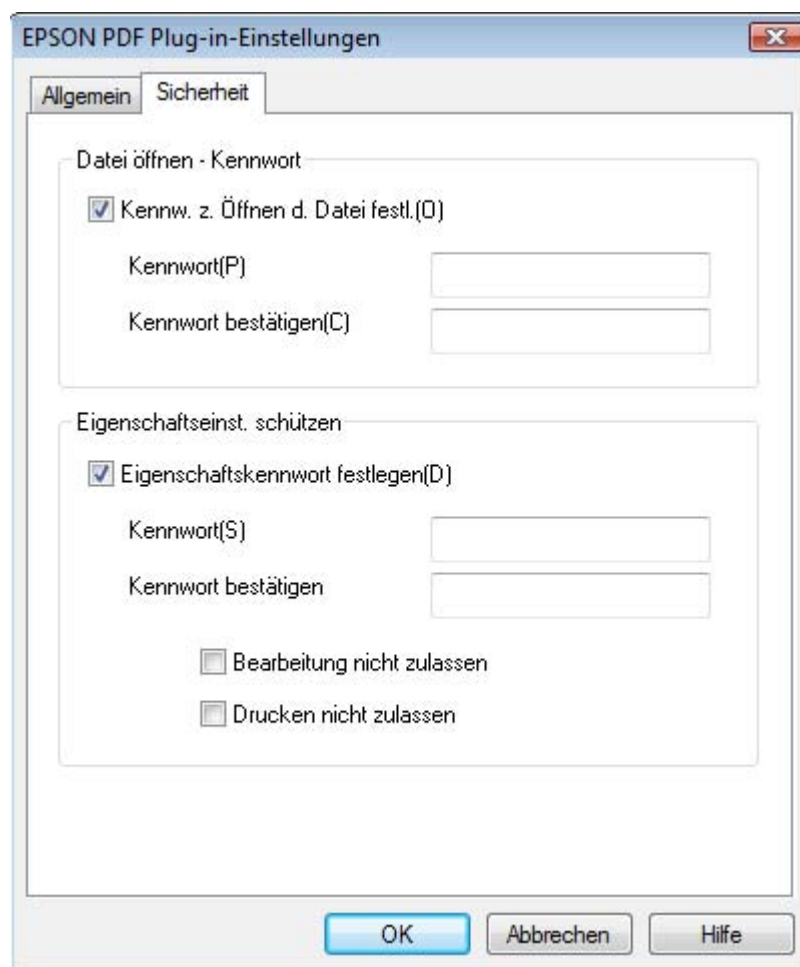 EPSON PDF Plug-in-Einstellungen
Allgemein
Sicherheit
Datei öffnen - Kennwort
Kennw. z. Öffnen d. Datei festl.(O)
Kennwort(P)
Kennwort bestätigen(C)
Eigenschaftseinst. schützen
Eigenschaftskennwort festlegen(D)
Kennwort(S)
Kennwort bestätigen
Bearbeitung nicht zulassen
Drucken nicht zulassen
OK
Abbrechen
Hilfe